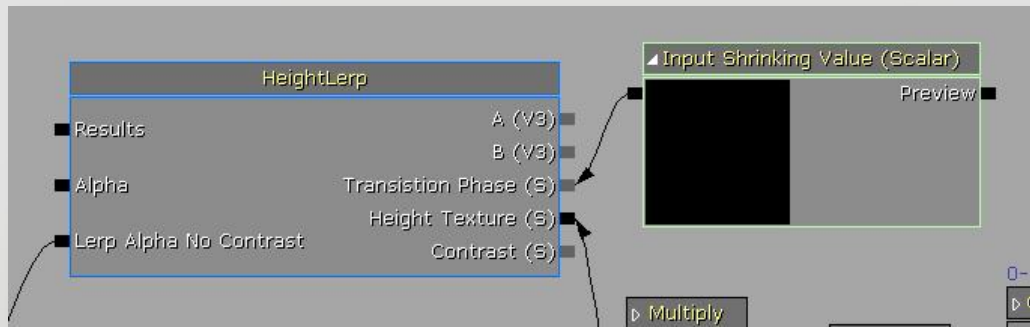 HeightLerp
Results
Alpha
Lerp Alpha No Contrast
A (V3)
B (V3)
Transistion Phase (S)
Height Texture (S)
Contrast (S)
Input Shrinking Value (Scalar)
Preview
Multiply
0-